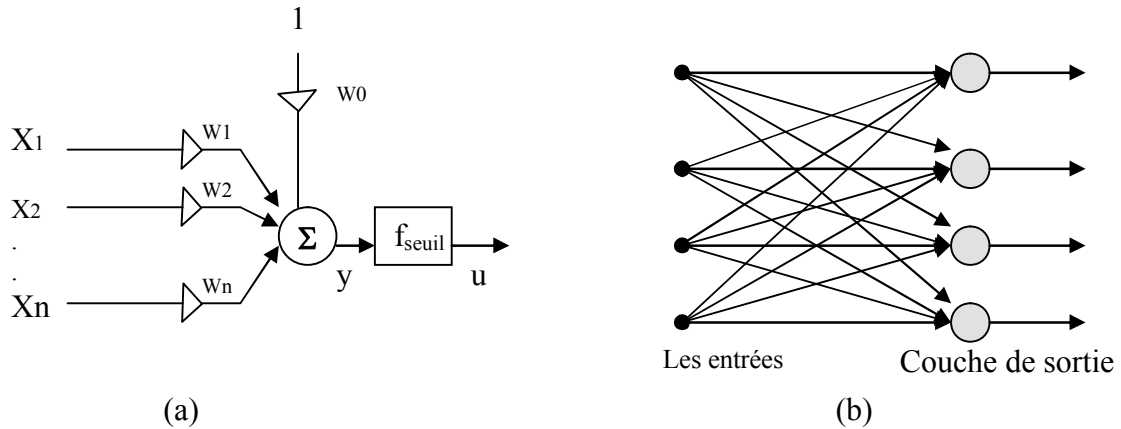 1
W0
X1
W1
X2
W2
.
.
Xn
Wn
Σ
fseuil
y
u
Les entrées
Couche de sortie
(a)
(b)